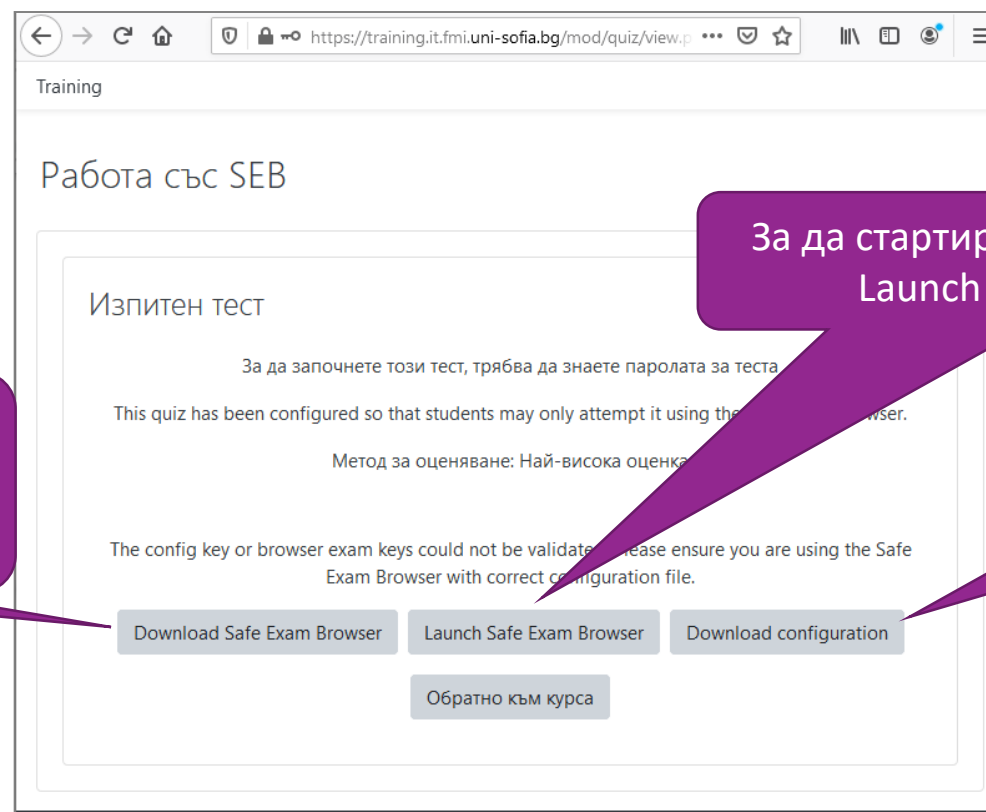 https://training.it.fmi.uni-sofia.bg/mod/quiz/view.p
Training
Работа със SEB
За да стартир
Launch
Изпитен тест
За да започнете този тест, трябва да знаете паролата за теста
This quiz has been configured so that students may only attempt it using the
Метод за оценяване: Най-висока оценка
The config key or browser exam keys could not be validate ease ensure you are using the Safe
Exam Browser with correct configuration file.
Download Safe Exam Browser
Launch Safe Exam Browser
Download configuration
Обратно към курса